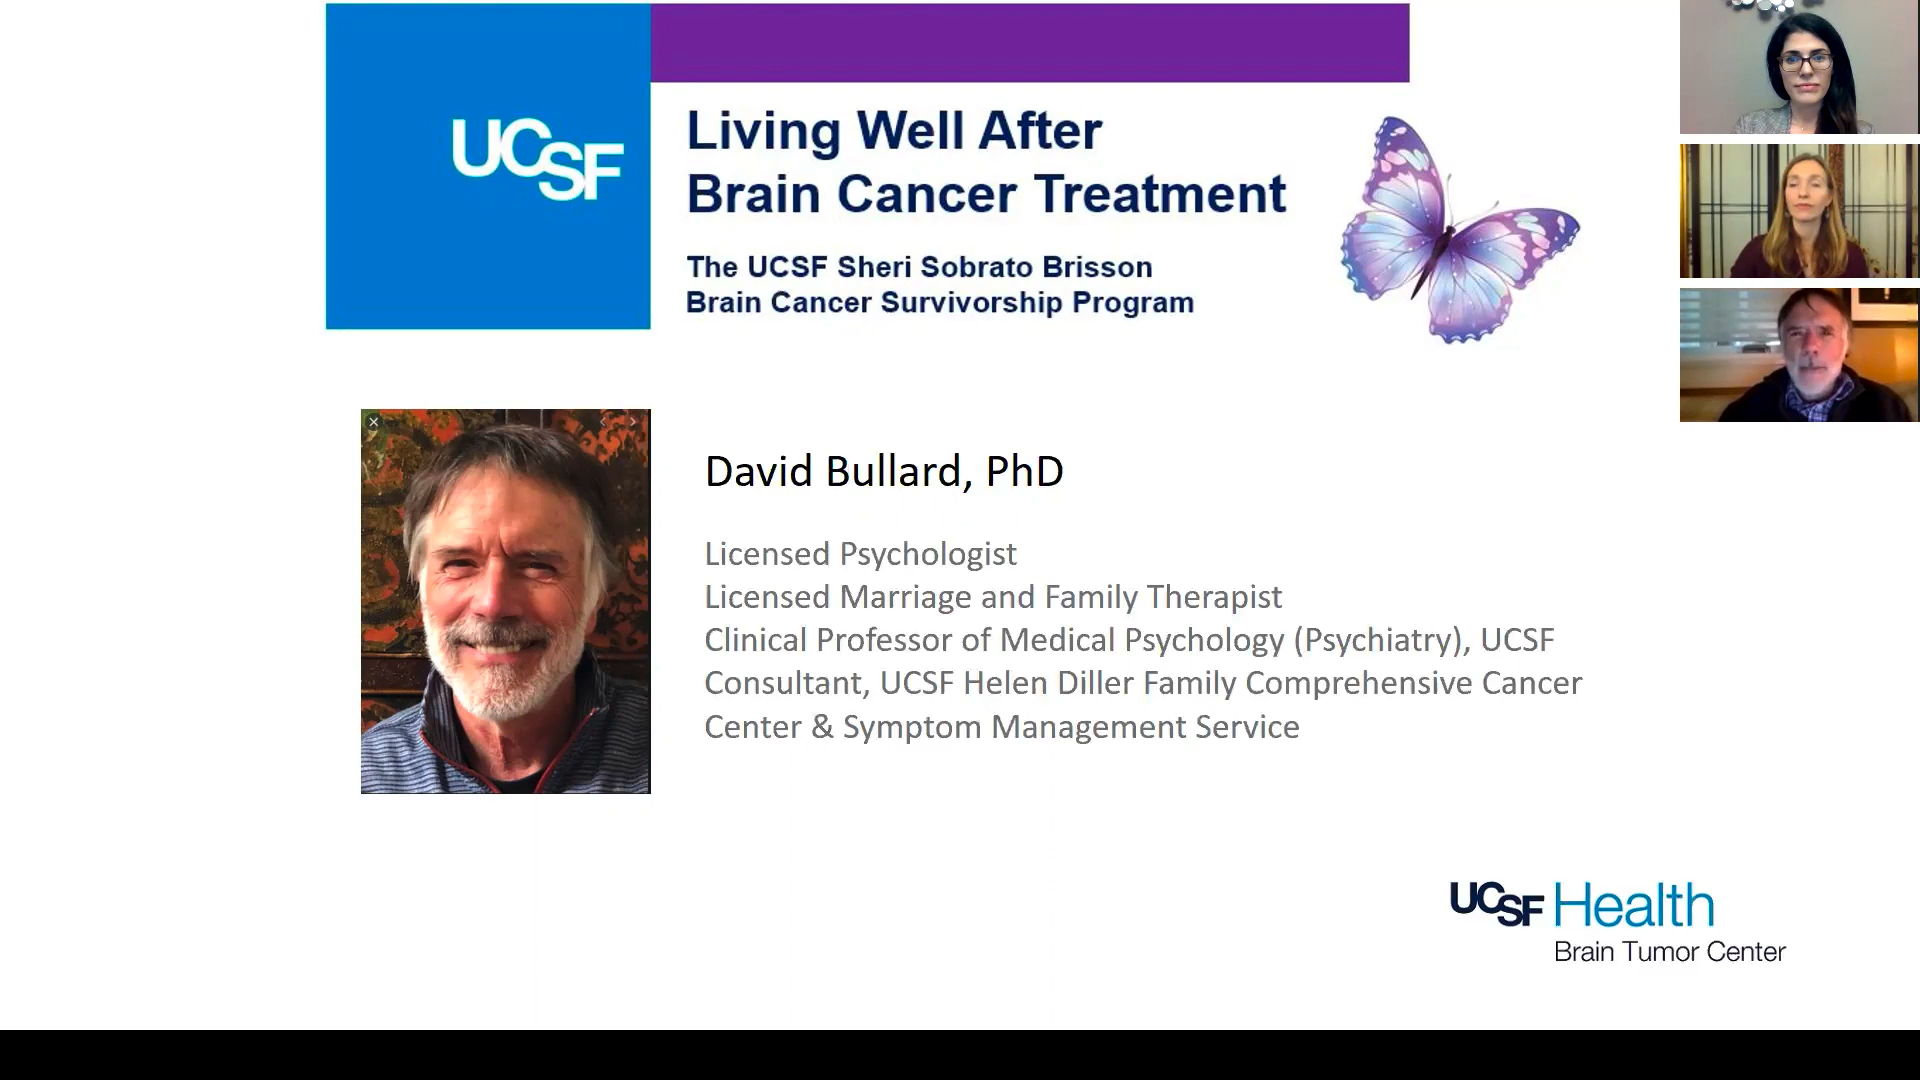 UCSF
Living Well After
Brain Cancer Treatment
The UCSF Sheri Sobrato Brisson
Brain Cancer Survivorship Program
David Bullard, PhD
Licensed Psychologist
Licensed Marriage and Family Therapist
Clinical Professor of Medical Psychology (Psychiatry), UCSF
Consultant, UCSF Helen Diller Family Comprehensive Cancer
Center & Symptom Management Service
UCSF Health
Brain Tumor Center